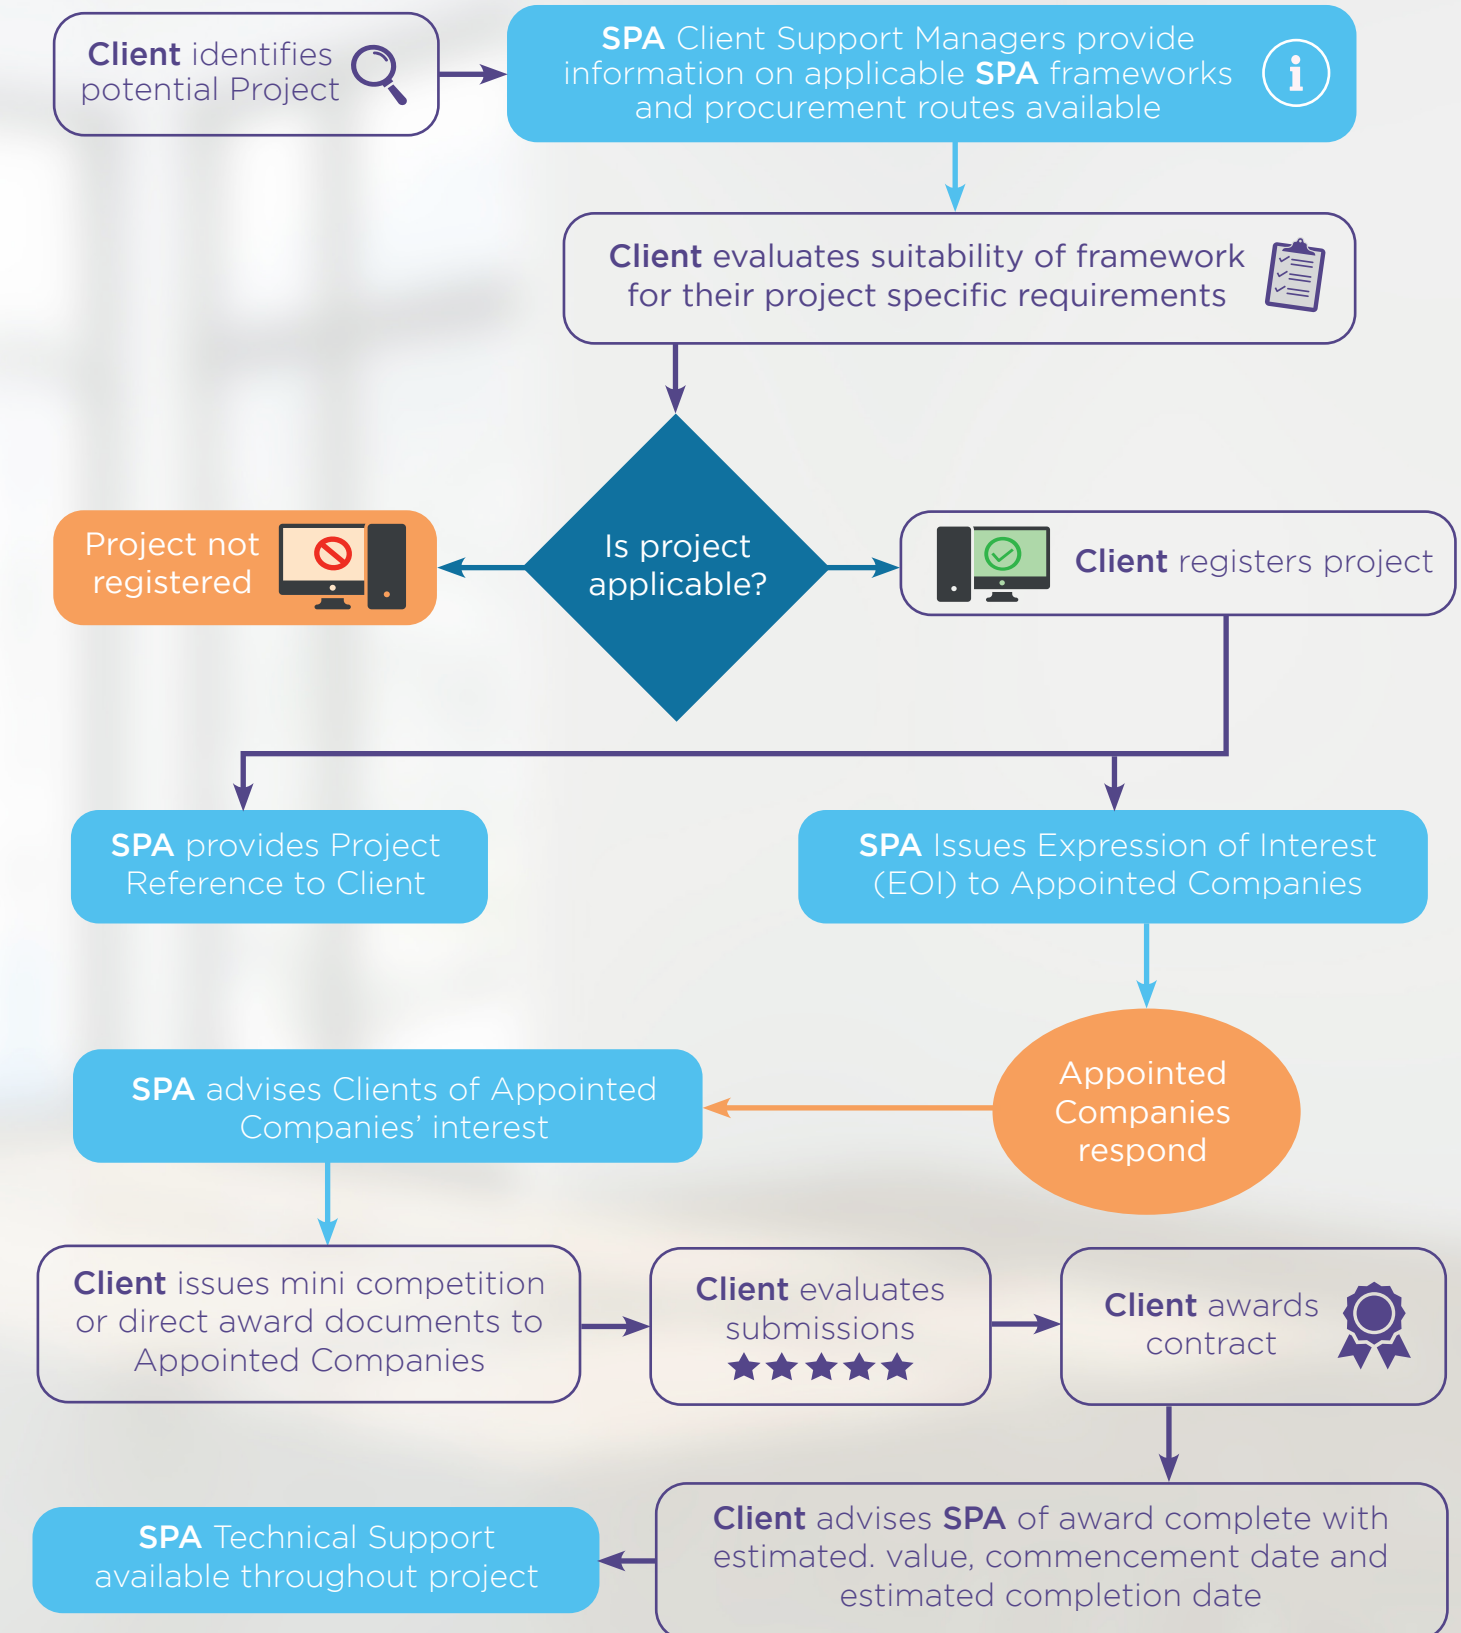 Client identifies
potential Project
SPA Client Support Managers provide
information on applicable SPA frameworks
and procurement routes available
i
Client evaluates suitability of framework
for their project specific requirements
Is project
applicable?
Project not
registered
Client registers project
SPA provides Project
Reference to Client
SPA Issues Expression of Interest
(EOI) to Appointed Companies
Appointed
Companies
respond
SPA advises Clients of Appointed
Companies’ interest
Client issues mini competition
or direct award documents to
Appointed Companies
Client evaluates
submissions
Client awards
contract
Client advises SPA of award complete with
estimated. value, commencement date and
estimated completion date
SPA Technical Support
available throughout project